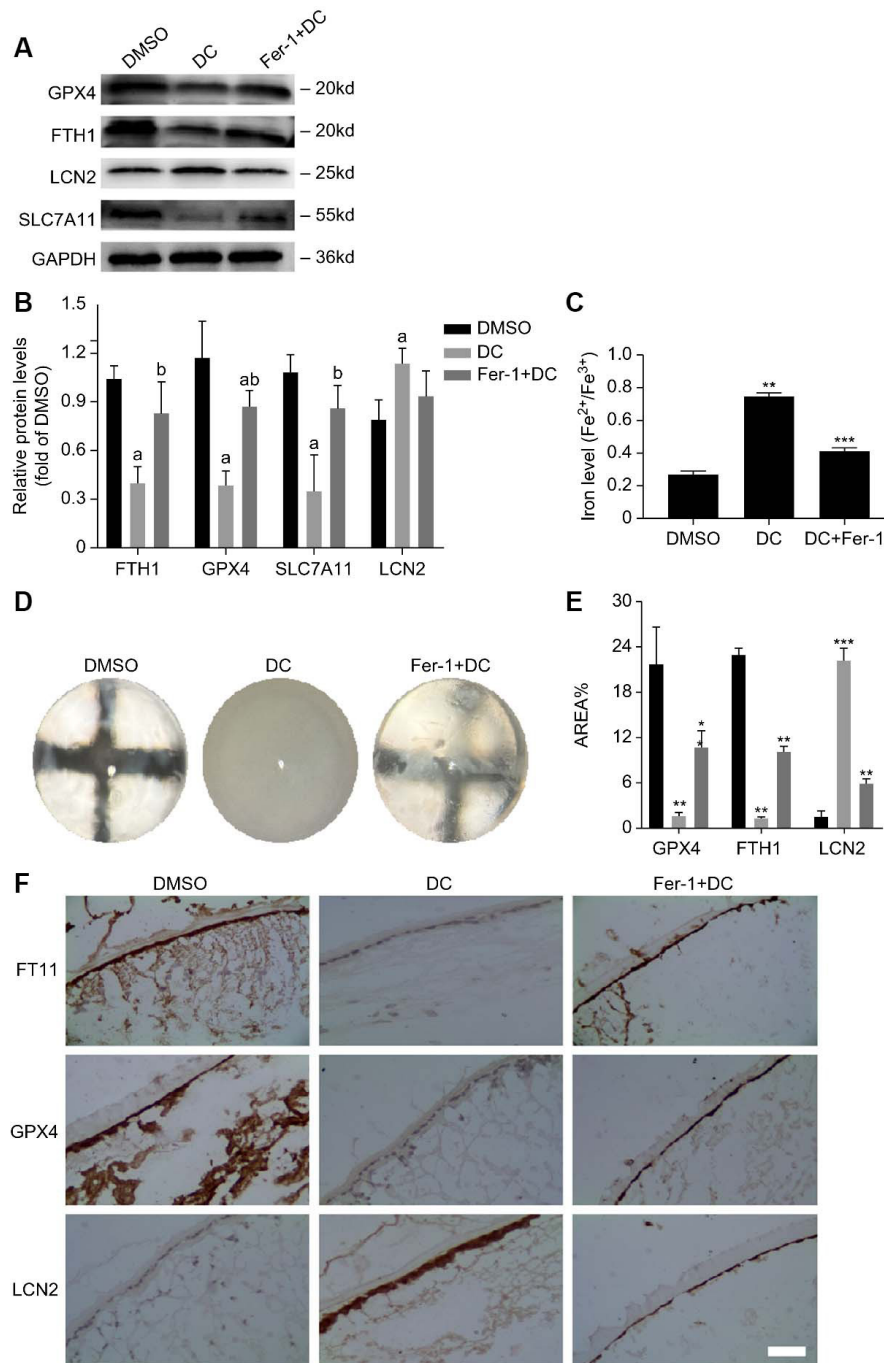 A
DMSO
DC
Fer-1+DC
GPX4
– 20kd
FTH1
– 20kd
LCN2
– 25kd
SLC7A11
– 55kd
GAPDH
– 36kd
B
Relative protein levels
(fold of DMSO)
1.5
1.2
0.9
0.6
0.3
0
a
b
a
ab
a
b
a
FTH1
GPX4
SLC7A11
LCN2
DMSO
DC
Fer-1+DC
C
Iron level (Fe²⁺/Fe³⁺)
1.0
0.8
0.6
0.4
0.2
0
**
***
DMSO
DC
DC+Fer-1
D
DMSO
DC
Fer-1+DC
E
AREA%
30
24
18
12
6
0
**
*
*
**
**
***
**
GPX4
FTH1
LCN2
F
DMSO
DC
Fer-1+DC
FT11
GPX4
LCN2